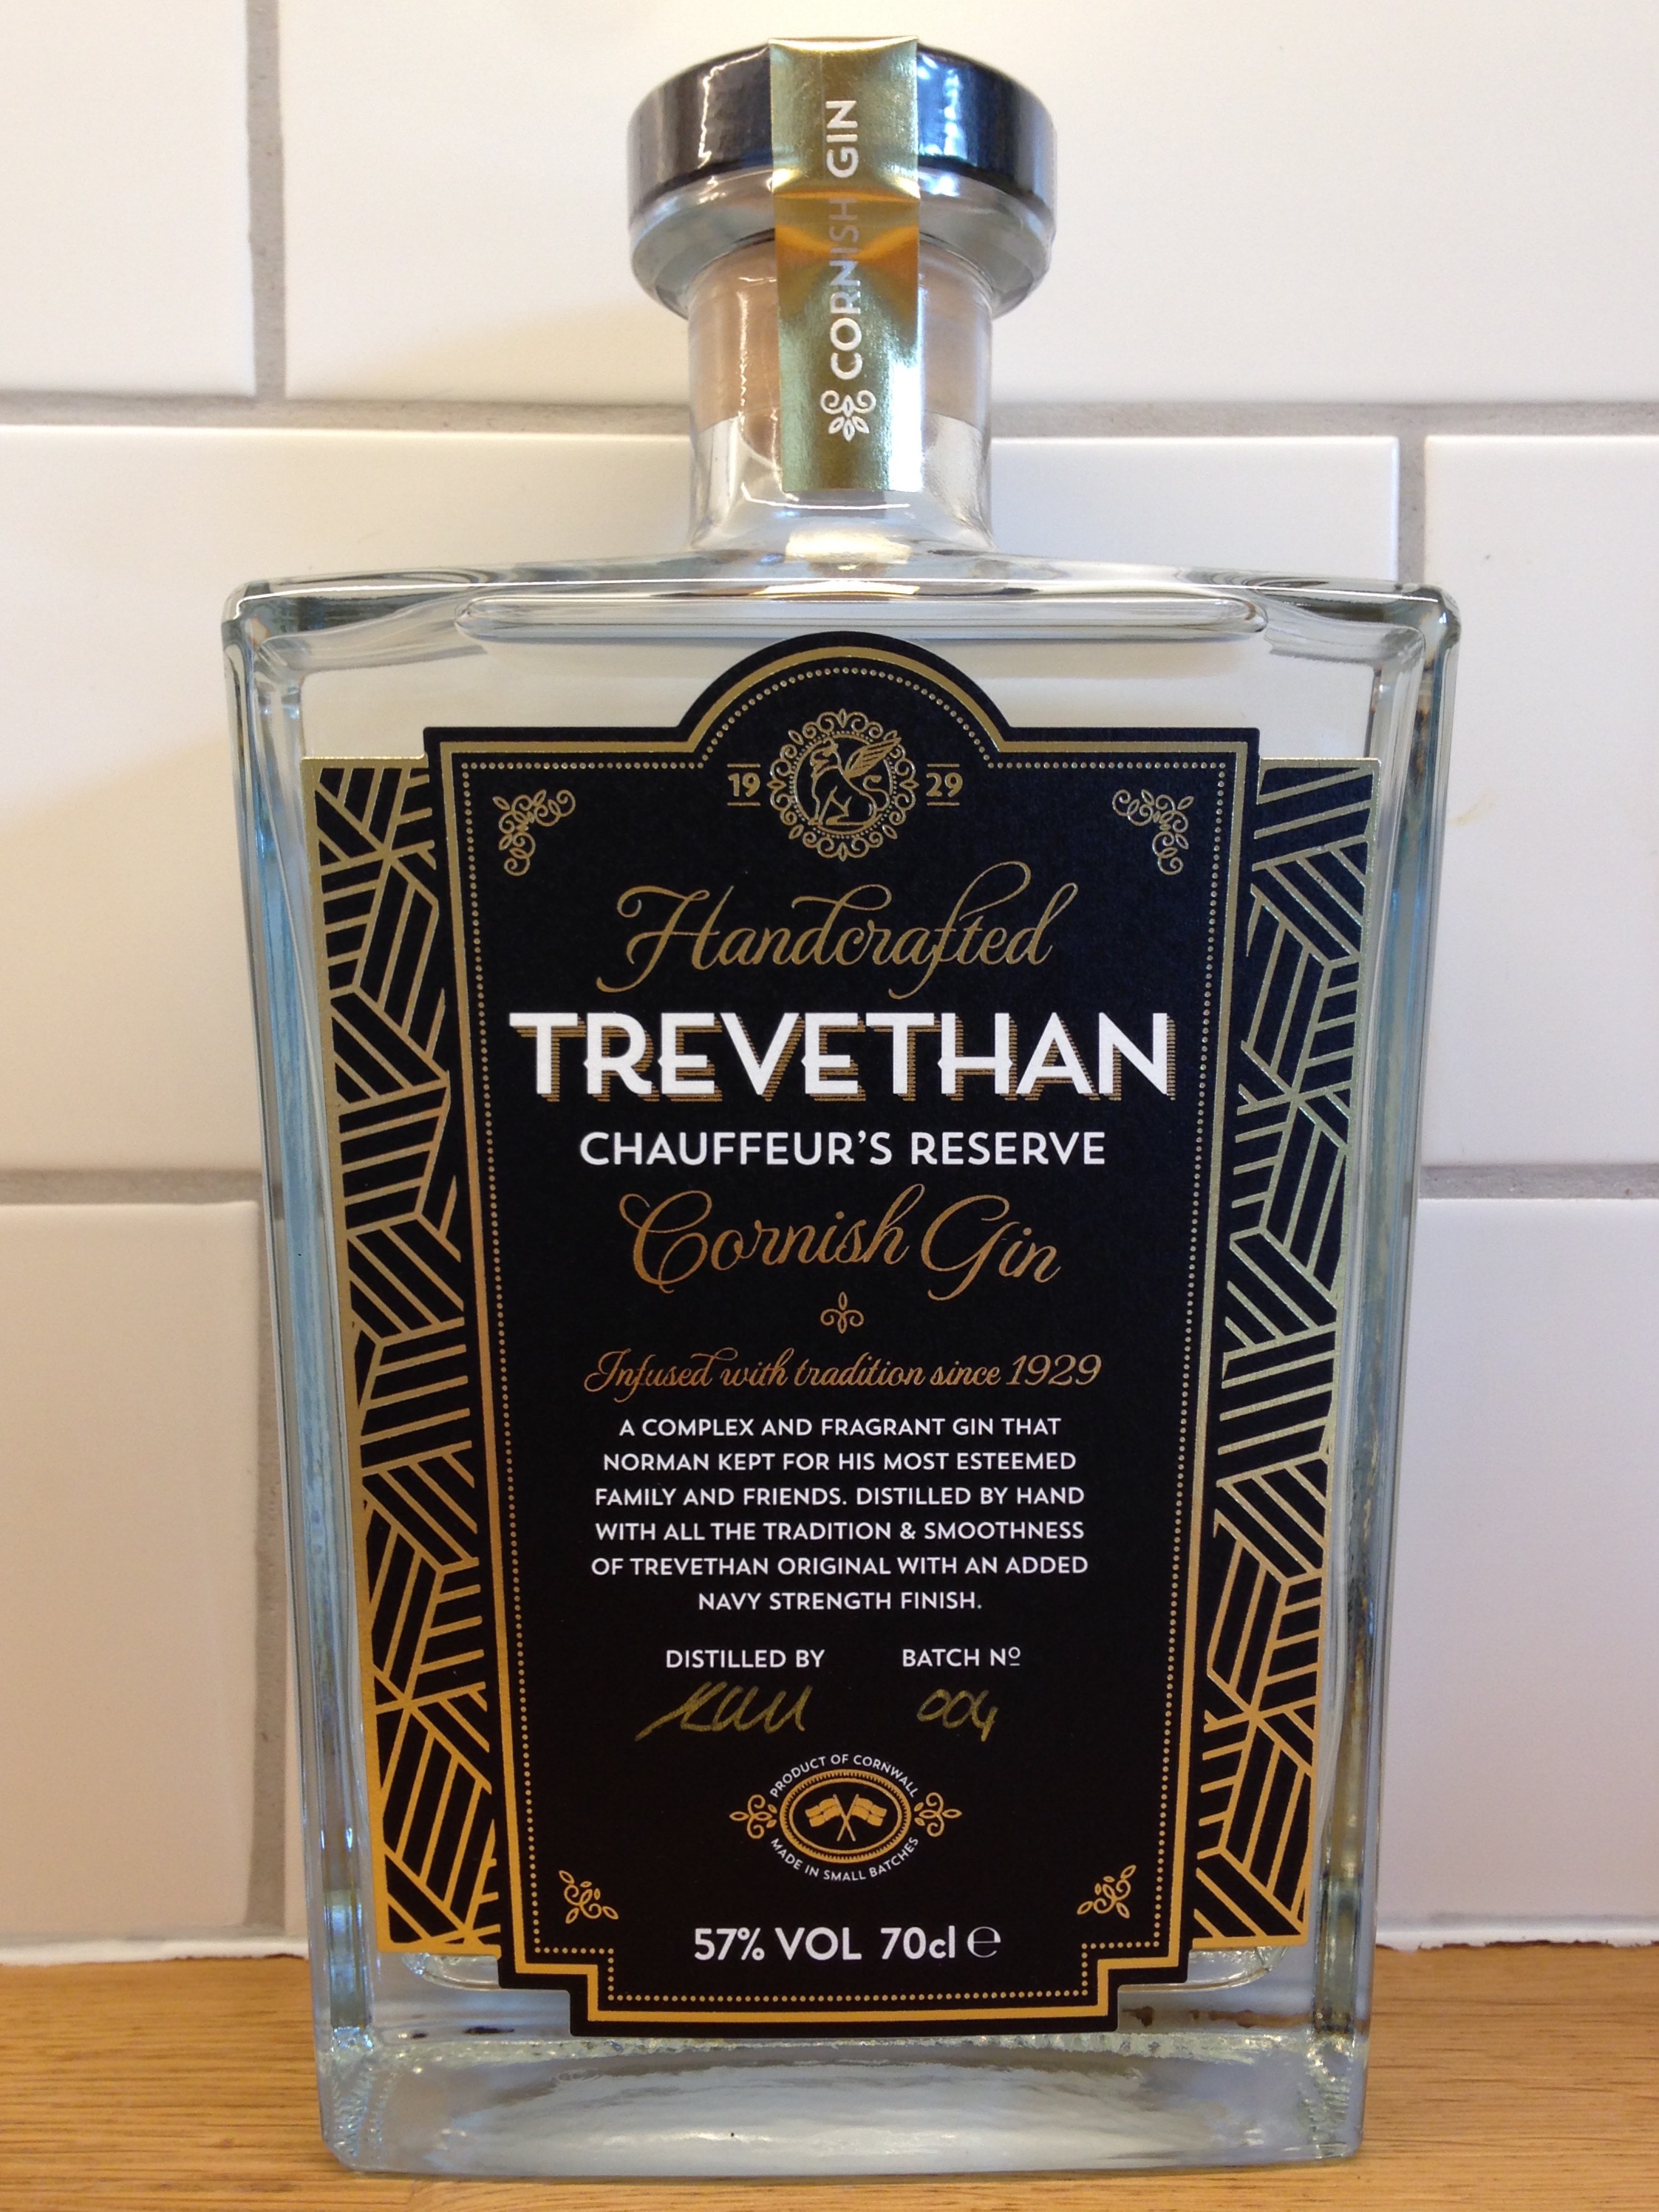 CORNISH GIN
19 29
Handcrafted
TREVETHAN
CHAUFFEUR'S RESERVE
Cornish Gin
Infused with tradition since 1929
A COMPLEX AND FRAGRANT GIN THAT
NORMAN KEPT FOR HIS MOST ESTEEMED
FAMILY AND FRIENDS. DISTILLED BY HAND
WITH ALL THE TRADITION & SMOOTHNESS
OF TREVETHAN ORIGINAL WITH AN ADDED
NAVY STRENGTH FINISH.
DISTILLED BY BATCH Nº
004
PRODUCT OF CORNWALL
MADE IN SMALL BATCHES
57% VOL 70cl ℮